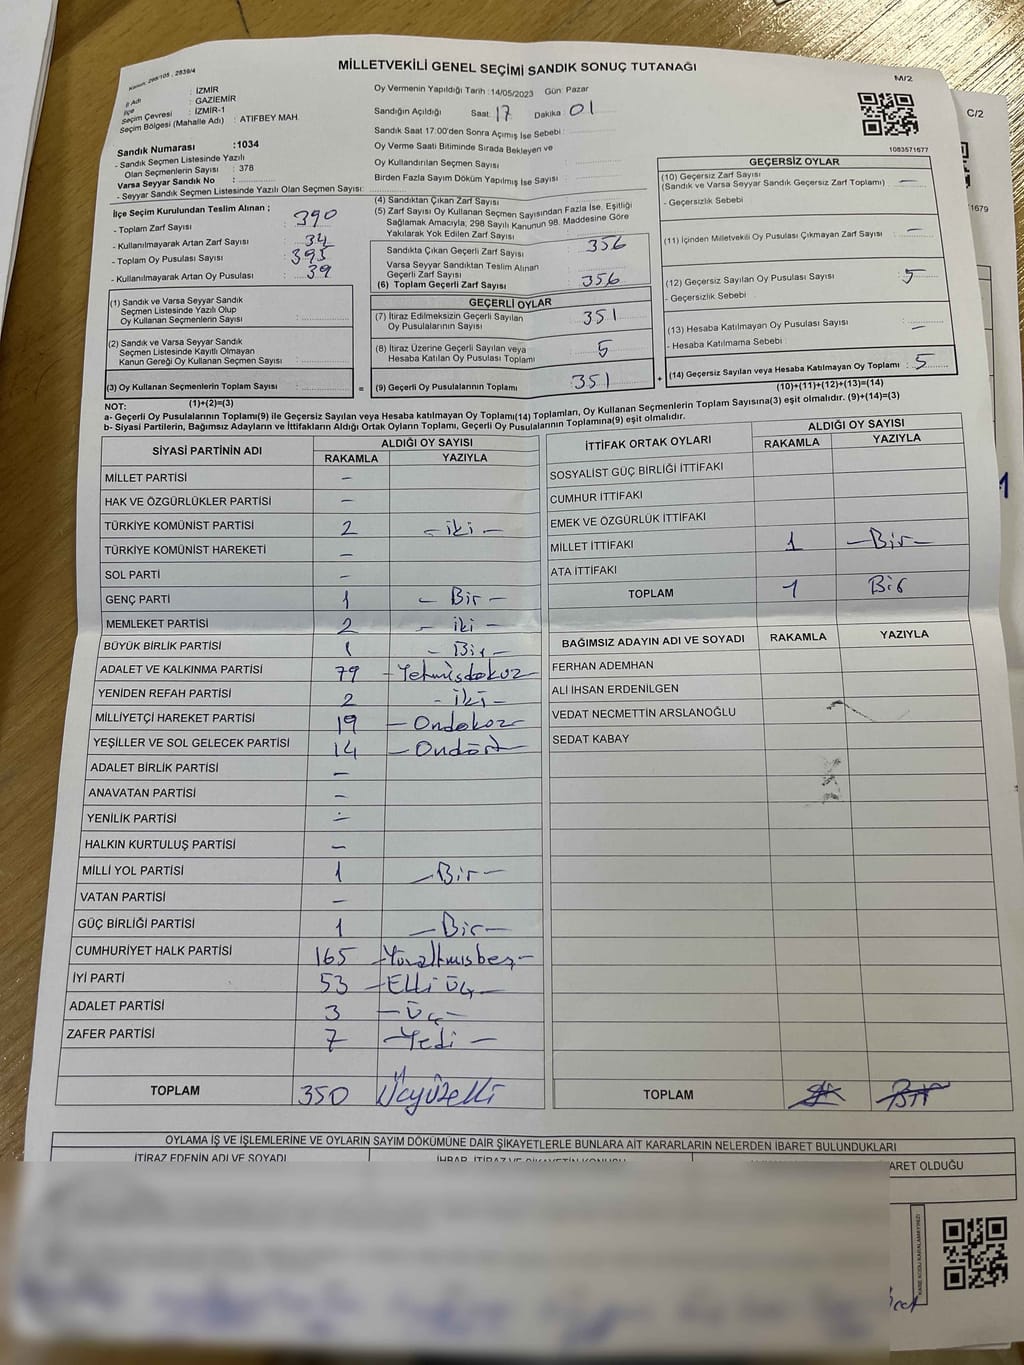 Kanun: 298/105 , 2839/4
MİLLETVEKİLİ GENEL SEÇİMİ SANDIK SONUÇ TUTANAĞI
M/2
C/2
İl Adı : İZMİR
İlçe : GAZİEMİR
Seçim Çevresi : İZMİR-1
Seçim Bölgesi (Mahalle Adı) : ATIFBEY MAH.
Sandık Numarası :1034
- Sandık Seçmen Listesinde Yazılı
Olan Seçmenlerin Sayısı : 378
Varsa Seyyar Sandık No :
- Seyyar Sandık Seçmen Listesinde Yazılı Olan Seçmen Sayısı:
Oy Vermenin Yapıldığı Tarih :14/05/2023 Gün: Pazar
Sandığın Açıldığı Saat: 17 Dakika 01
Sandık Saat 17:00'den Sonra Açımış İse Sebebi :
Oy Verme Saati Bitiminde Sırada Bekleyen ve
Oy Kullandırılan Seçmen Sayısı
Birden Fazla Sayım Döküm Yapılmış İse Sayısı :
1083571677
1679
İlçe Seçim Kurulundan Teslim Alınan ;
- Toplam Zarf Sayısı : 390
- Kullanılmayarak Artan Zarf Sayısı : 34
- Toplam Oy Pusulası Sayısı : 395
- Kullanılmayarak Artan Oy Pusulası : 39
(1) Sandık ve Varsa Seyyar Sandık
Seçmen Listesinde Yazılı Olup
Oy Kullanan Seçmenlerin Sayısı :
(2) Sandık ve Varsa Seyyar Sandık
Seçmen Listesinde Kayıtlı Olmayan
Kanun Gereği Oy Kullanan Seçmen Sayısı :
(3) Oy Kullanan Seçmenlerin Toplam Sayısı :
(1)+(2)=(3)
(4) Sandıktan Çıkan Zarf Sayısı
(5) Zarf Sayısı Oy Kullanan Seçmen Sayısından Fazla İse, Eşitliği
Sağlamak Amacıyla, 298 Sayılı Kanunun 98. Maddesine Göre
Yakılarak Yok Edilen Zarf Sayısı :
Sandıkta Çıkan Geçerli Zarf Sayısı : 356
Varsa Seyyar Sandıktan Teslim Alınan
Geçerli Zarf Sayısı :
(6) Toplam Geçerli Zarf Sayısı : 356
GEÇERLİ OYLAR
(7) İtiraz Edilmeksizin Geçerli Sayılan
Oy Pusulalarının Sayısı : 351
(8) İtiraz Üzerine Geçerli Sayılan veya
Hesaba Katılan Oy Pusulası Toplamı : 5
= (9) Geçerli Oy Pusulalarının Toplamı : 351 +
GEÇERSİZ OYLAR
(10) Geçersiz Zarf Sayısı
(Sandık ve Varsa Seyyar Sandık Geçersiz Zarf Toplamı) : —
- Geçersizlik Sebebi
(11) İçinden Milletvekili Oy Pusulası Çıkmayan Zarf Sayısı : —
(12) Geçersiz Sayılan Oy Pusulası Sayısı : 5
- Geçersizlik Sebebi :
(13) Hesaba Katılmayan Oy Pusulası Sayısı : —
- Hesaba Katılmama Sebebi :
(14) Geçersiz Sayılan veya Hesaba Katılmayan Oy Toplamı : 5
(10)+(11)+(12)+(13)=(14)
NOT:
a- Geçerli Oy Pusulalarının Toplamı(9) ile Geçersiz Sayılan veya Hesaba katılmayan Oy Toplamı(14) Toplamları, Oy Kullanan Seçmenlerin Toplam Sayısına(3) eşit olmalıdır. (9)+(14)=(3)
b- Siyasi Partilerin, Bağımsız Adayların ve İttifakların Aldığı Ortak Oyların Toplamı, Geçerli Oy Pusulalarının Toplamına(9) eşit olmalıdır.
SİYASİ PARTİNİN ADI ALDIĞI OY SAYISI
RAKAMLA YAZIYLA
MİLLET PARTİSİ —
HAK VE ÖZGÜRLÜKLER PARTİSİ —
TÜRKİYE KOMÜNİST PARTİSİ 2 - iki -
TÜRKİYE KOMÜNİST HAREKETİ —
SOL PARTİ —
GENÇ PARTİ 1 - Bir -
MEMLEKET PARTİSİ 2 - iki -
BÜYÜK BİRLİK PARTİSİ 1 - Bir -
ADALET VE KALKINMA PARTİSİ 79 - Yetmişdokuz
YENİDEN REFAH PARTİSİ 2 - iki -
MİLLİYETÇİ HAREKET PARTİSİ 19 - Ondokuz
YEŞİLLER VE SOL GELECEK PARTİSİ 14 - Ondört
ADALET BİRLİK PARTİSİ —
ANAVATAN PARTİSİ —
YENİLİK PARTİSİ —
HALKIN KURTULUŞ PARTİSİ —
MİLLİ YOL PARTİSİ 1 - Bir -
VATAN PARTİSİ —
GÜÇ BİRLİĞİ PARTİSİ 1 - Bir -
CUMHURİYET HALK PARTİSİ 165 - Yüzaltmışbeş -
İYİ PARTİ 53 - Elli üç -
ADALET PARTİSİ 3 - üç -
ZAFER PARTİSİ 7 - Yedi -
TOPLAM 350 Üçyüzelli
İTTİFAK ORTAK OYLARI ALDIĞI OY SAYISI
RAKAMLA YAZIYLA
SOSYALİST GÜÇ BİRLİĞİ İTTİFAKI
CUMHUR İTTİFAKI
EMEK VE ÖZGÜRLÜK İTTİFAKI
MİLLET İTTİFAKI 1 - Bir -
ATA İTTİFAKI
TOPLAM 1 Bir
BAĞIMSIZ ADAYIN ADI VE SOYADI RAKAMLA YAZIYLA
FERHAN ADEMHAN
ALİ İHSAN ERDENİLGEN
VEDAT NECMETTİN ARSLANOĞLU
SEDAT KABAY
TOPLAM
OYLAMA İŞ VE İŞLEMLERİNE VE OYLARIN SAYIM DÖKÜMÜNE DAİR ŞİKAYETLERLE BUNLARA AİT KARARLARIN NELERDEN İBARET BULUNDUKLARI
İTİRAZ EDENİN ADI VE SOYADI İHBAR, İTİRAZ VE ŞİKAYETİN KONUSU ARET OLDUĞU
KARE KODU KARALAMAYINIZ!